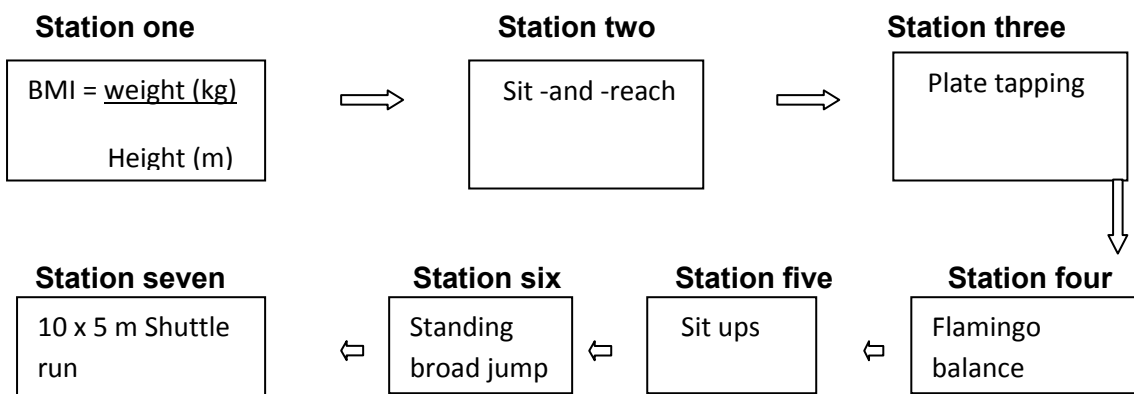 Station one
BMI = weight (kg)
Height (m)
Station two
Sit -and -reach
Station three
Plate tapping
Station four
Flamingo
balance
Station five
Sit ups
Station six
Standing
broad jump
Station seven
10 x 5 m Shuttle
run